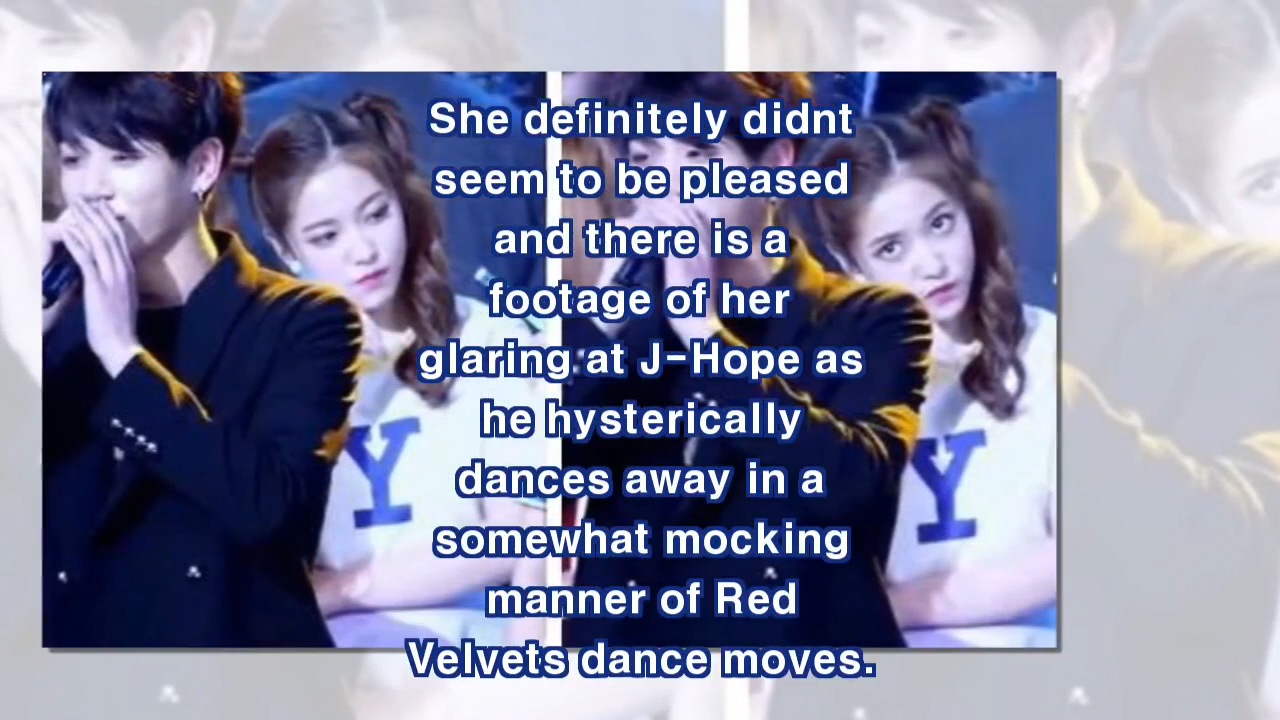 She definitely didnt
seem to be pleased
and there is a
footage of her
glaring at J-Hope as
he hysterically
dances away in a
somewhat mocking
manner of Red
Velvets dance moves.
Y
Y